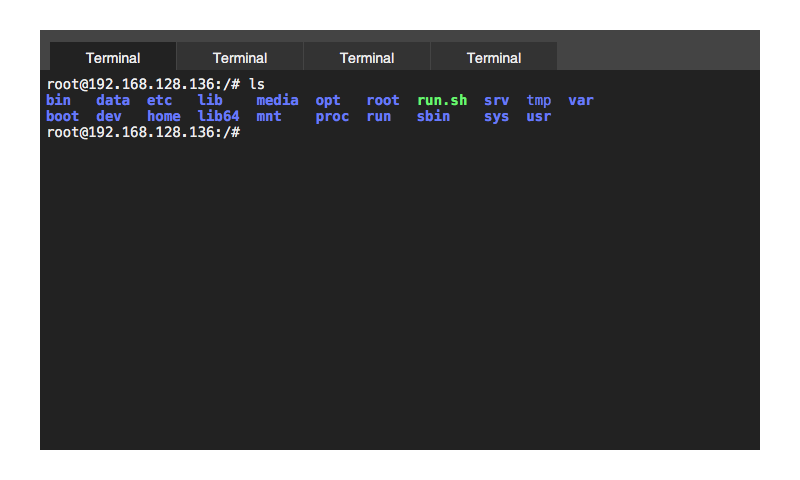 Terminal Terminal Terminal Terminal
root@192.168.128.136:/# ls
bin data etc lib media opt root run.sh srv tmp var
boot dev home lib64 mnt proc run sbin sys usr
root@192.168.128.136:/#